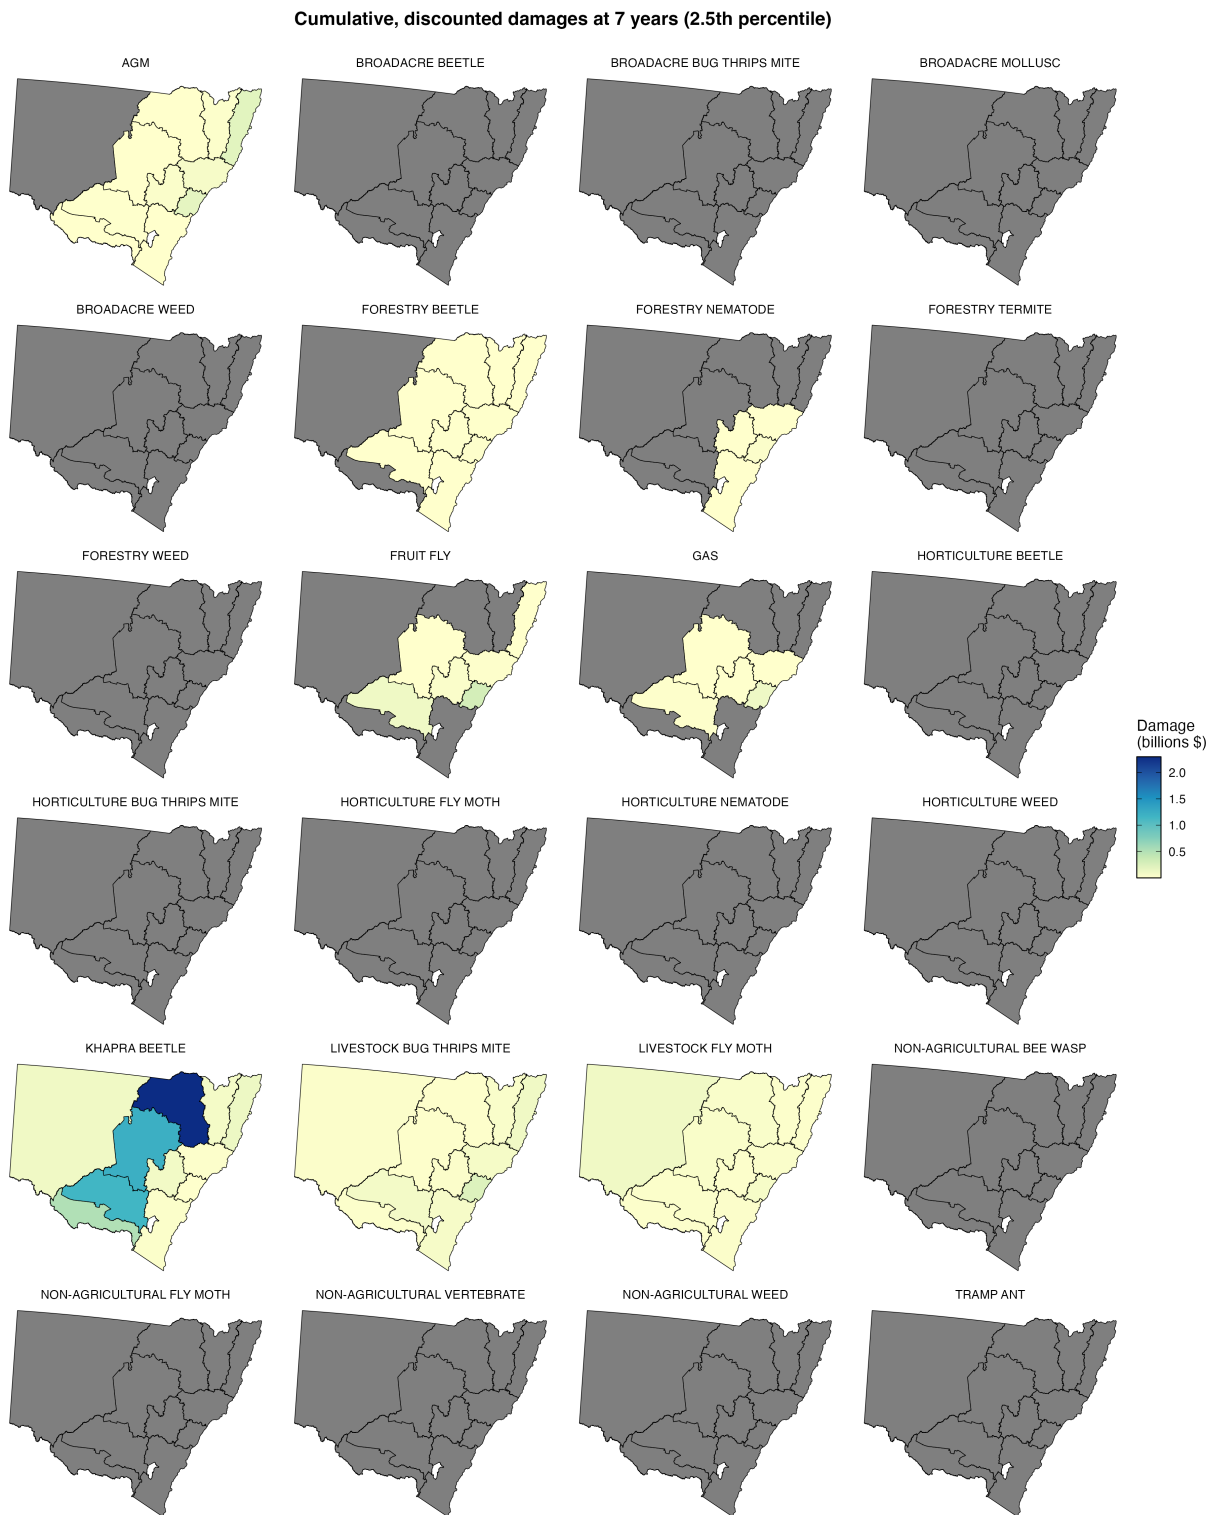 Cumulative, discounted damages at 7 years (2.5th percentile)
AGM
BROADACRE BEETLE
BROADACRE BUG THRIPS MITE
BROADACRE MOLLUSC
BROADACRE WEED
FORESTRY BEETLE
FORESTRY NEMATODE
FORESTRY TERMITE
FORESTRY WEED
FRUIT FLY
GAS
HORTICULTURE BEETLE
Damage
(billions $)
2.0
1.5
1.0
0.5
HORTICULTURE BUG THRIPS MITE
HORTICULTURE FLY MOTH
HORTICULTURE NEMATODE
HORTICULTURE WEED
KHAPRA BEETLE
LIVESTOCK BUG THRIPS MITE
LIVESTOCK FLY MOTH
NON-AGRICULTURAL BEE WASP
NON-AGRICULTURAL FLY MOTH
NON-AGRICULTURAL VERTEBRATE
NON-AGRICULTURAL WEED
TRAMP ANT